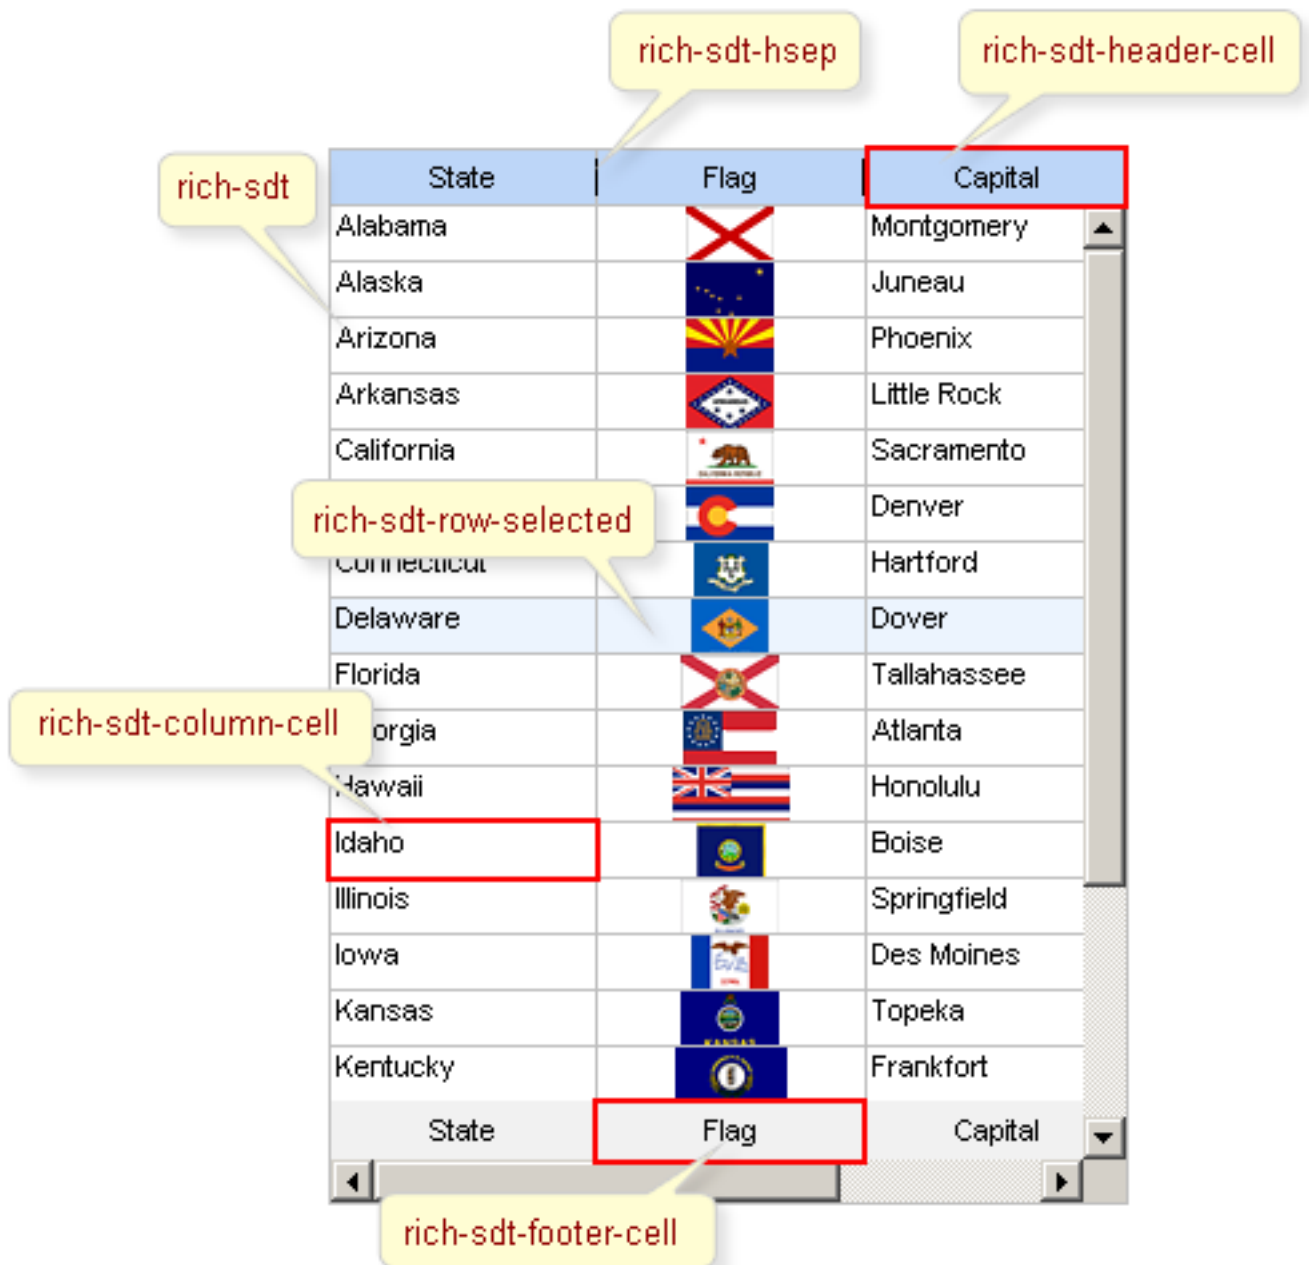 rich-sdt-hsep
rich-sdt-header-cell
rich-sdt
State Flag Capital
Alabama Montgomery
Alaska Juneau
Arizona Phoenix
Arkansas Little Rock
California Sacramento
Denver
rich-sdt-row-selected
Connecticut Hartford
Delaware Dover
Florida Tallahassee
rich-sdt-column-cell
orgia Atlanta
Hawaii Honolulu
Idaho Boise
Illinois Springfield
Iowa Des Moines
Kansas Topeka
KANSAS
Kentucky Frankfort
State Flag Capital
rich-sdt-footer-cell